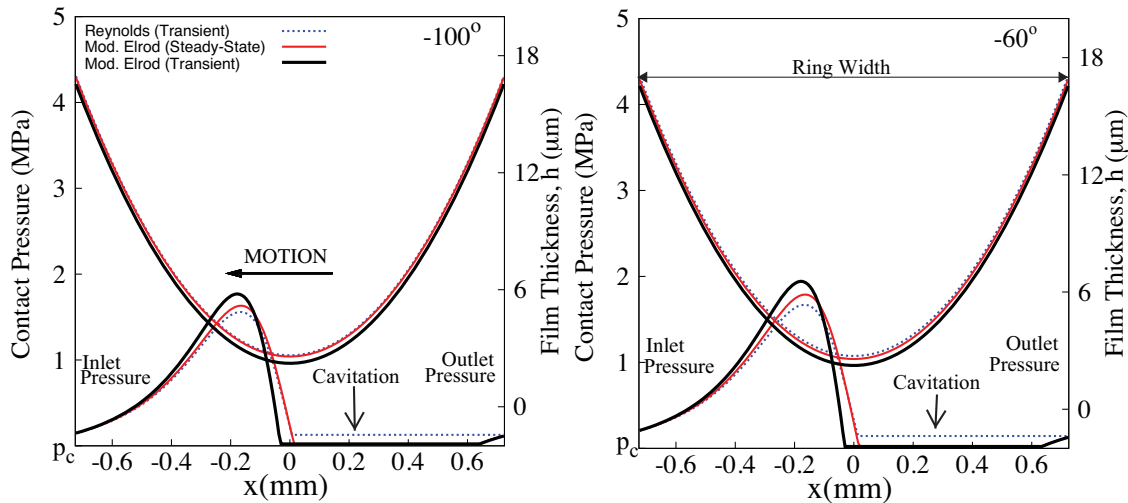 -100o
Reynolds (Transient)
Mod. Elrod (Steady-State)
Mod. Elrod (Transient)
MOTION
Inlet
Pressure
Cavitation
Outlet
Pressure
Contact Pressure (MPa)
5
4
3
2
1
pc
-0.6 -0.4 -0.2 0 0.2 0.4 0.6
x(mm)
18
12
6
0
Film Thickness, h (μm)
-60o
Ring Width
Inlet
Pressure
Cavitation
Outlet
Pressure
Contact Pressure (MPa)
5
4
3
2
1
pc
-0.6 -0.4 -0.2 0 0.2 0.4 0.6
x(mm)
18
12
6
0
Film Thickness, h (μm)